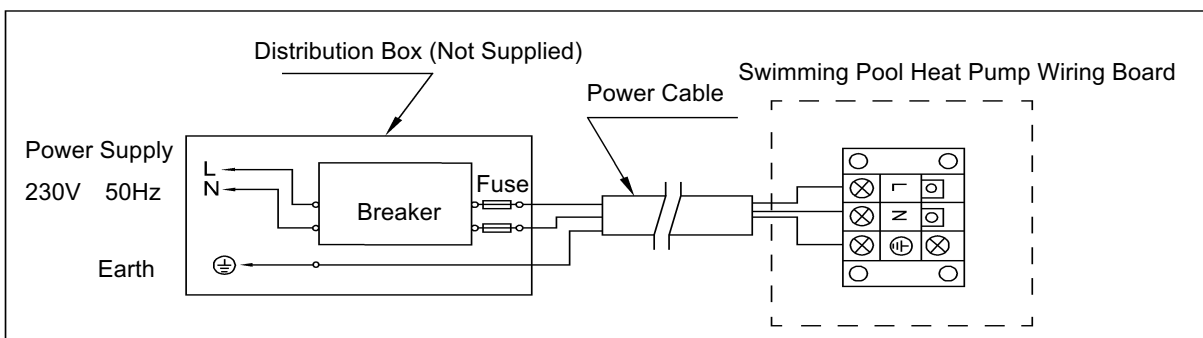 Distribution Box (Not Supplied)
Swimming Pool Heat Pump Wiring Board
Power Cable
Power Supply
230V 50Hz
L
N
Breaker
Fuse
Earth
L
N